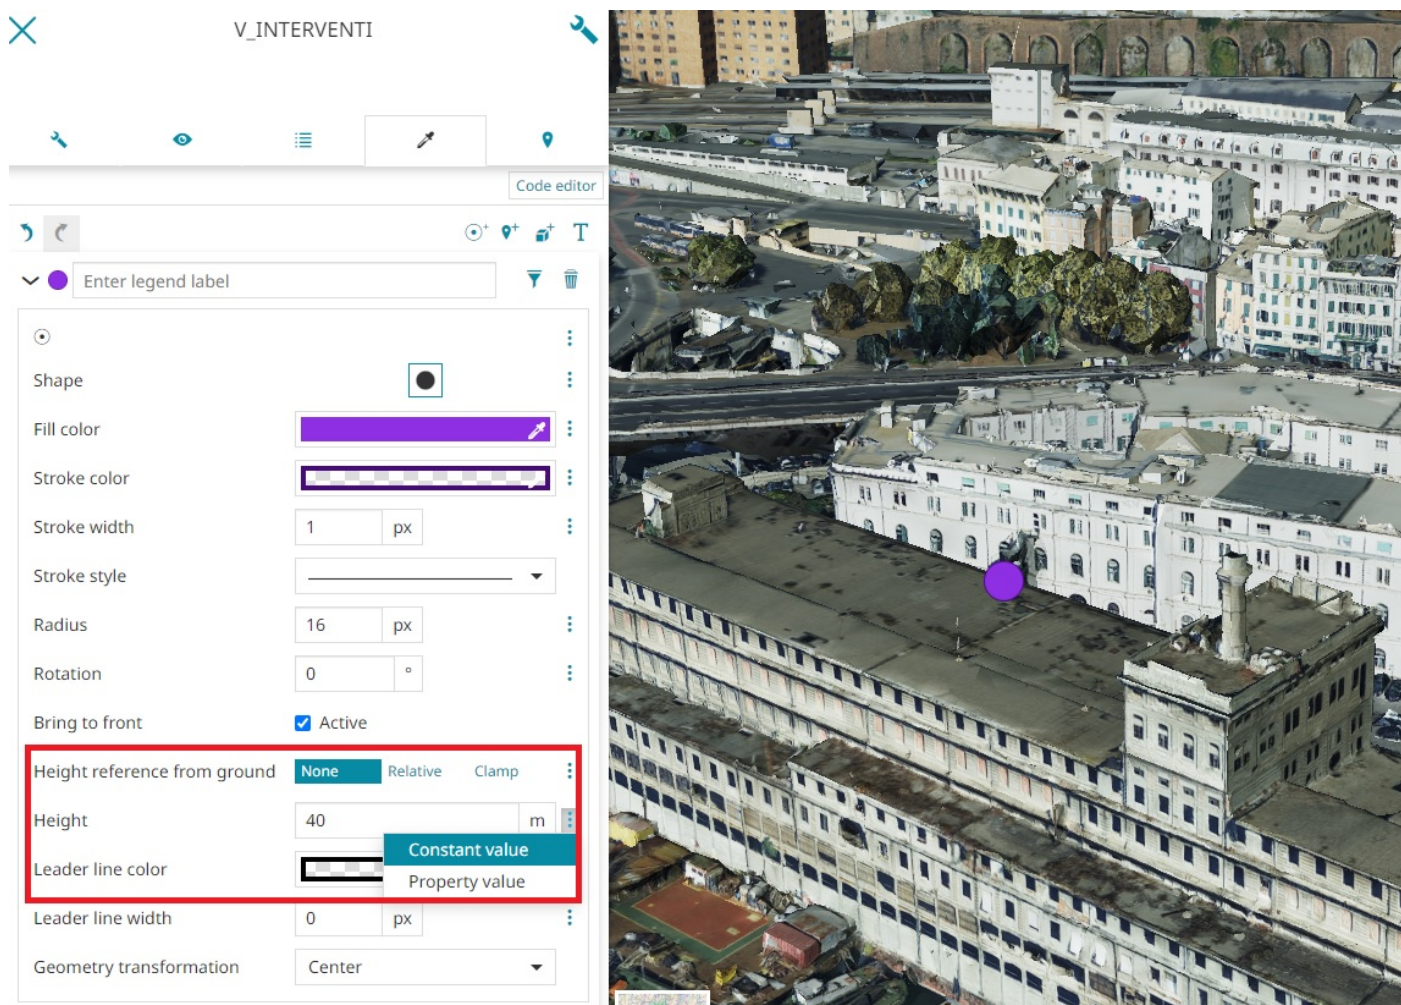 V_INTERVENTI
Code editor
T
Enter legend label
Shape
Fill color
Stroke color
Stroke width 1 px
Stroke style
Radius 16 px
Rotation 0 °
Bring to front Active
Height reference from ground None Relative Clamp
Height 40 m
Constant value
Leader line color
Property value
Leader line width 0 px
Geometry transformation Center